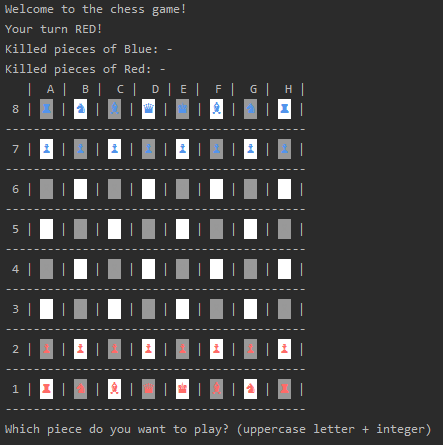 Welcome to the chess game!
Your turn RED!
Killed pieces of Blue: -
Killed pieces of Red: -
| A | B | C | D | E | F | G | H |
8 | ♜ | ♞ | ♝ | ♛ | ♚ | ♝ | ♞ | ♜ |
---------------------------------------
7 | ♟ | ♟ | ♟ | ♟ | ♟ | ♟ | ♟ | ♟ |
---------------------------------------
6 | | | | | | | | |
---------------------------------------
5 | | | | | | | | |
---------------------------------------
4 | | | | | | | | |
---------------------------------------
3 | | | | | | | | |
---------------------------------------
2 | ♟ | ♟ | ♟ | ♟ | ♟ | ♟ | ♟ | ♟ |
---------------------------------------
1 | ♜ | ♞ | ♝ | ♛ | ♚ | ♝ | ♞ | ♜ |
---------------------------------------
Which piece do you want to play? (uppercase letter + integer)